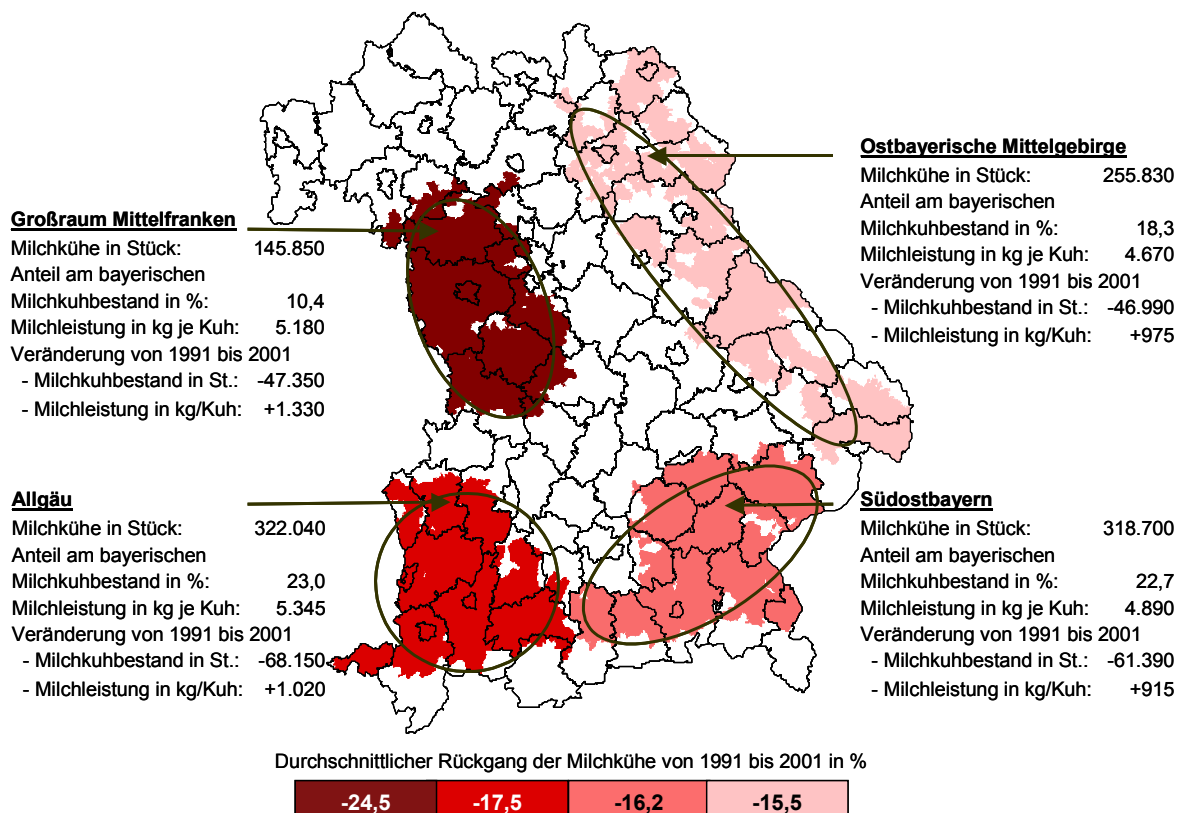 Ostbayerische Mittelgebirge
Milchkühe in Stück: 255.830
Anteil am bayerischen
Milchkuhbestand in %: 18,3
Milchleistung in kg je Kuh: 4.670
Veränderung von 1991 bis 2001
- Milchkuhbestand in St.: -46.990
- Milchleistung in kg/Kuh: +975
Großraum Mittelfranken
Milchkühe in Stück: 145.850
Anteil am bayerischen
Milchkuhbestand in %: 10,4
Milchleistung in kg je Kuh: 5.180
Veränderung von 1991 bis 2001
- Milchkuhbestand in St.: -47.350
- Milchleistung in kg/Kuh: +1.330
Allgäu
Milchkühe in Stück: 322.040
Anteil am bayerischen
Milchkuhbestand in %: 23,0
Milchleistung in kg je Kuh: 5.345
Veränderung von 1991 bis 2001
- Milchkuhbestand in St.: -68.150
- Milchleistung in kg/Kuh: +1.020
Südostbayern
Milchkühe in Stück: 318.700
Anteil am bayerischen
Milchkuhbestand in %: 22,7
Milchleistung in kg je Kuh: 4.890
Veränderung von 1991 bis 2001
- Milchkuhbestand in St.: -61.390
- Milchleistung in kg/Kuh: +915
Durchschnittlicher Rückgang der Milchkühe von 1991 bis 2001 in %
-24,5 -17,5 -16,2 -15,5